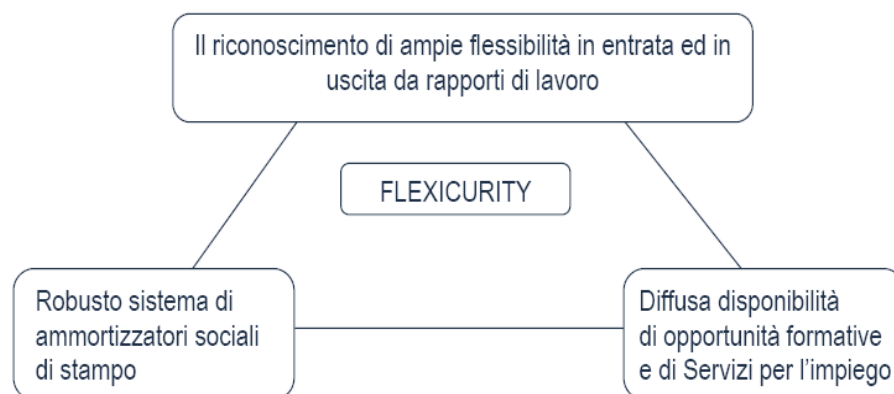 Il riconoscimento di ampie flessibilità in entrata ed in
uscita da rapporti di lavoro
FLEXICURITY
Robusto sistema di
ammortizzatori sociali
di stampo
Diffusa disponibilità
di opportunità formative
e di Servizi per l'impiego